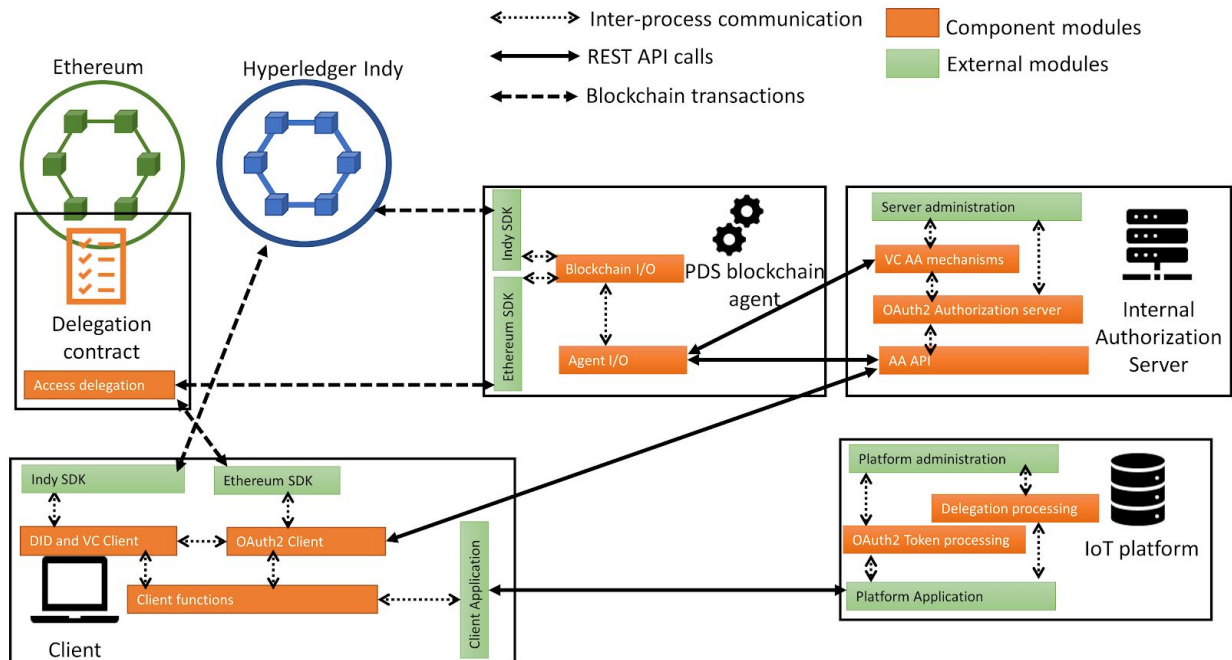 Inter-process communication
REST API calls
Blockchain transactions
Component modules
External modules
Ethereum
Hyperledger Indy
Delegation
contract
Access delegation
Indy SDK
Ethereum SDK
Blockchain I/O
Agent I/O
PDS blockchain
agent
Server administration
VC AA mechanisms
OAuth2 Authorization server
AA API
Internal
Authorization
Server
Indy SDK
Ethereum SDK
DID and VC Client
OAuth2 Client
Client functions
Client Application
Client
Platform administration
Delegation processing
OAuth2 Token processing
Platform Application
IoT platform